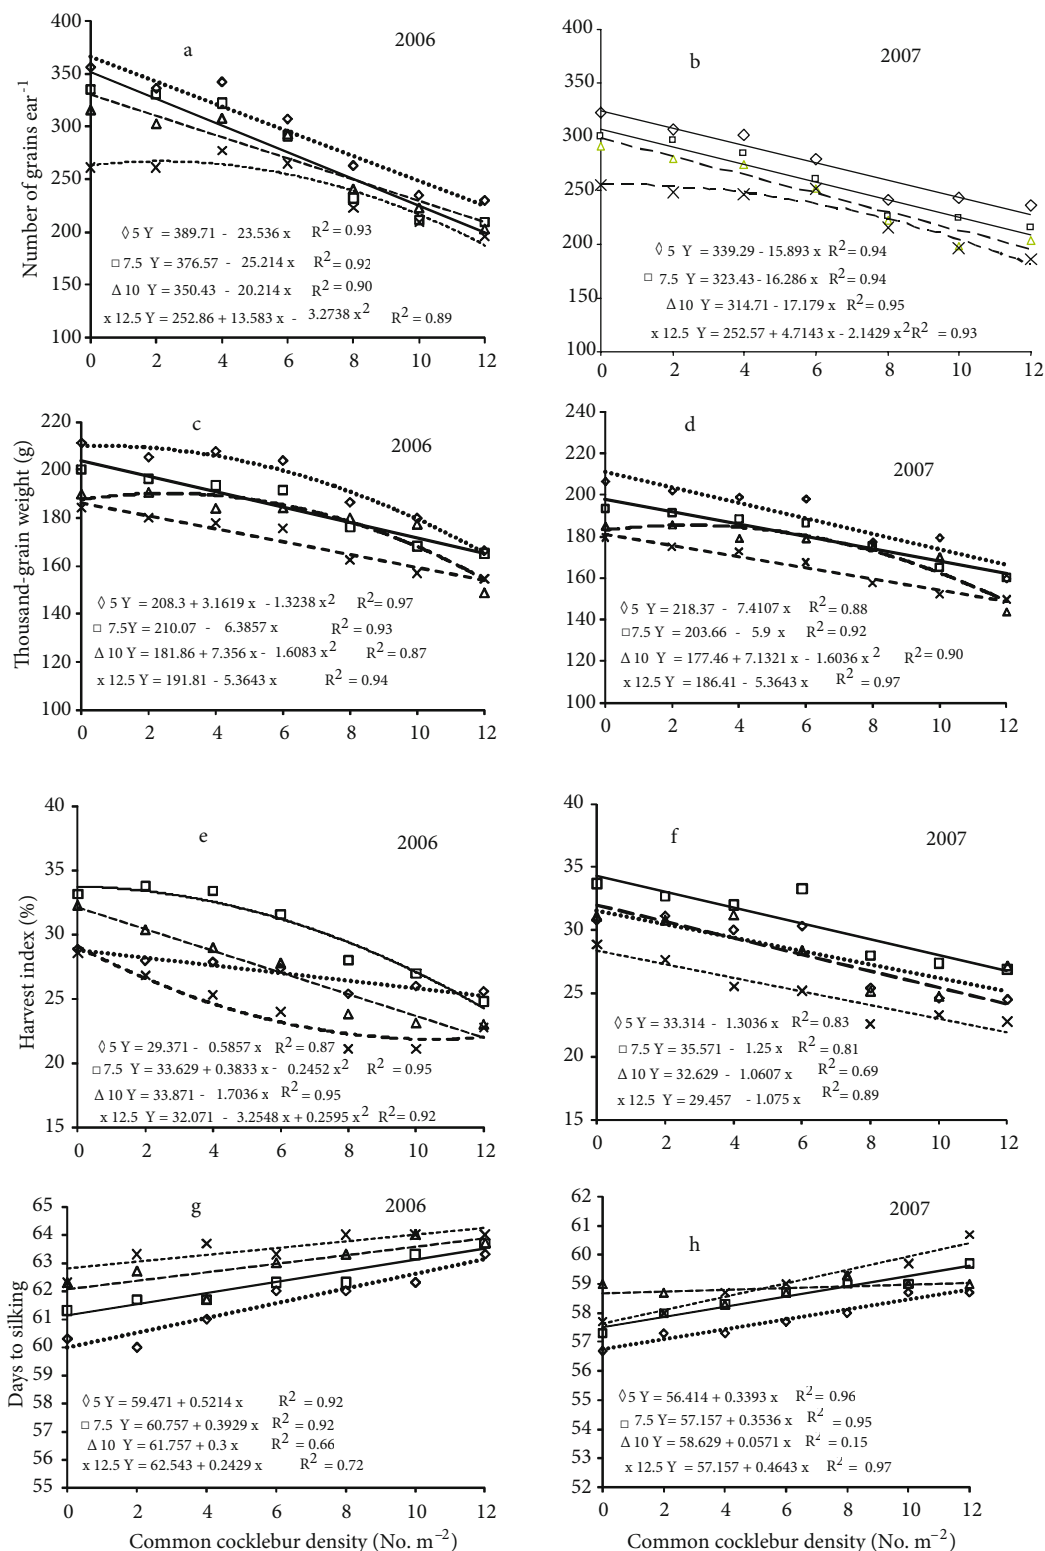 400
350
300
250
200
150
100
Number of grains ear-1
a
2006
◊ 5 Y = 389.71 - 23.536 x R2 = 0.93
□ 7.5 Y = 376.57 - 25.214 x R2 = 0.92
Δ 10 Y = 350.43 - 20.214 x R2 = 0.90
x 12.5 Y = 252.86 + 13.583 x - 3.2738 x2 R2 = 0.89
0 2 4 6 8 10 12
400
350
300
250
200
150
100
b
2007
◊ 5 Y = 339.29 - 15.893 x R2 = 0.94
□ 7.5 Y = 323.43 - 16.286 x R2 = 0.94
Δ 10 Y = 314.71 - 17.179 x R2 = 0.95
x 12.5 Y = 252.57 + 4.7143 x - 2.1429 x2 R2 = 0.93
0 2 4 6 8 10 12
220
200
180
160
140
120
100
Thousand-grain weight (g)
c
2006
◊ 5 Y = 208.3 + 3.1619 x - 1.3238 x2 R2 = 0.97
□ 7.5 Y = 210.07 - 6.3857 x R2 = 0.93
Δ 10 Y = 181.86 + 7.356 x - 1.6083 x2 R2 = 0.87
x 12.5 Y = 191.81 - 5.3643 x R2 = 0.94
0 2 4 6 8 10 12
240
220
200
180
160
140
120
100
d
2007
◊ 5 Y = 218.37 - 7.4107 x R2 = 0.88
□ 7.5 Y = 203.66 - 5.9 x R2 = 0.92
Δ 10 Y = 177.46 + 7.1321 x - 1.6036 x2 R2 = 0.90
x 12.5 Y = 186.41 - 5.3643 x R2 = 0.97
0 2 4 6 8 10 12
40
35
30
25
20
15
Harvest index (%)
e
2006
◊ 5 Y = 29.371 - 0.5857 x R2 = 0.87
□ 7.5 Y = 33.629 + 0.3833 x - 0.2452 x2 R2 = 0.95
Δ 10 Y = 33.871 - 1.7036 x R2 = 0.95
x 12.5 Y = 32.071 - 3.2548 x + 0.2595 x2 R2 = 0.92
0 2 4 6 8 10 12
40
35
30
25
20
15
f
2007
◊ 5 Y = 33.314 - 1.3036 x R2 = 0.83
□ 7.5 Y = 35.571 - 1.25 x R2 = 0.81
Δ 10 Y = 32.629 - 1.0607 x R2 = 0.69
x 12.5 Y = 29.457 - 1.075 x R2 = 0.89
0 2 4 6 8 10 12
65
64
63
62
61
60
59
58
57
56
55
Days to silking
g
2006
◊ 5 Y = 59.471 + 0.5214 x R2 = 0.92
□ 7.5 Y = 60.757 + 0.3929 x R2 = 0.92
Δ 10 Y = 61.757 + 0.3 x R2 = 0.66
x 12.5 Y = 62.543 + 0.2429 x R2 = 0.72
0 2 4 6 8 10 12
Common cocklebur density (No. m-2)
62
61
60
59
58
57
56
55
54
53
52
h
2007
◊ 5 Y = 56.414 + 0.3393 x R2 = 0.96
□ 7.5 Y = 57.157 + 0.3536 x R2 = 0.95
Δ 10 Y = 58.629 + 0.0571 x R2 = 0.15
x 12.5 Y = 57.157 + 0.4643 x R2 = 0.97
0 2 4 6 8 10 12
Common cocklebur density (No. m-2)